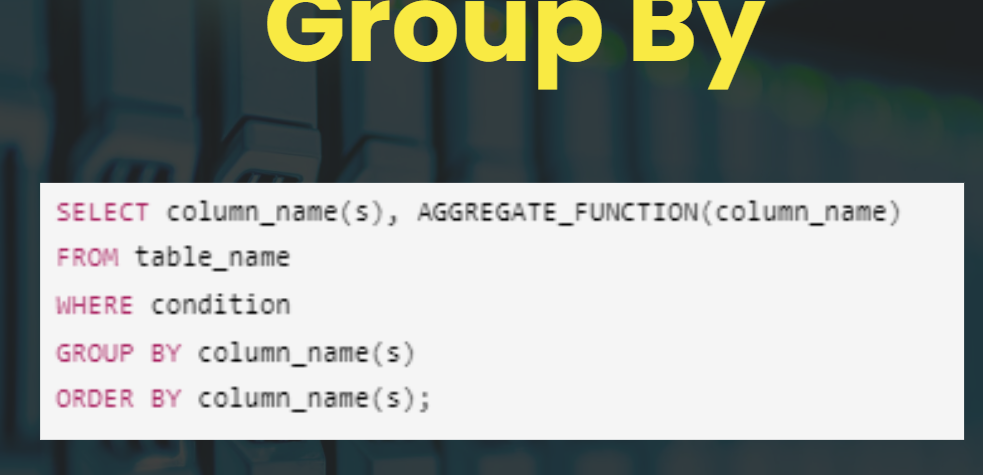 Group By
SELECT column_name(s), AGGREGATE_FUNCTION(column_name)
FROM table_name
WHERE condition
GROUP BY column_name(s)
ORDER BY column_name(s);